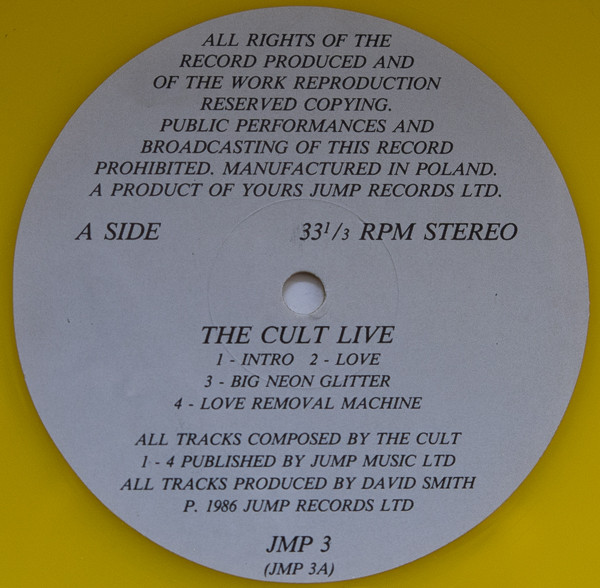 ALL RIGHTS OF THE
RECORD PRODUCED AND
OF THE WORK REPRODUCTION
RESERVED COPYING.
PUBLIC PERFORMANCES AND
BROADCASTING OF THIS RECORD
PROHIBITED. MANUFACTURED IN POLAND.
A PRODUCT OF YOURS JUMP RECORDS LTD.
A SIDE 33 1/3 RPM STEREO
THE CULT LIVE
1 - INTRO 2 - LOVE
3 - BIG NEON GLITTER
4 - LOVE REMOVAL MACHINE
ALL TRACKS COMPOSED BY THE CULT
1 - 4 PUBLISHED BY JUMP MUSIC LTD
ALL TRACKS PRODUCED BY DAVID SMITH
P. 1986 JUMP RECORDS LTD
JMP 3
(JMP 3A)